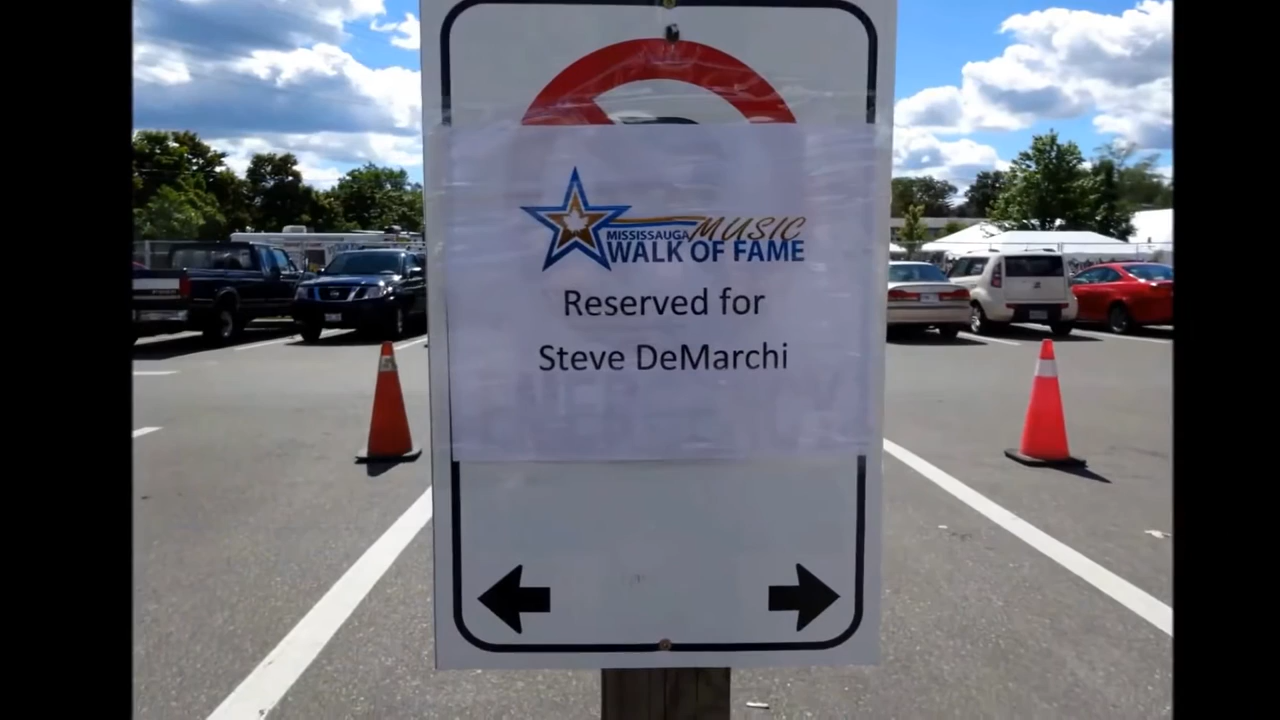 MISSISSAUGA MUSIC
WALK OF FAME
Reserved for
Steve DeMarchi